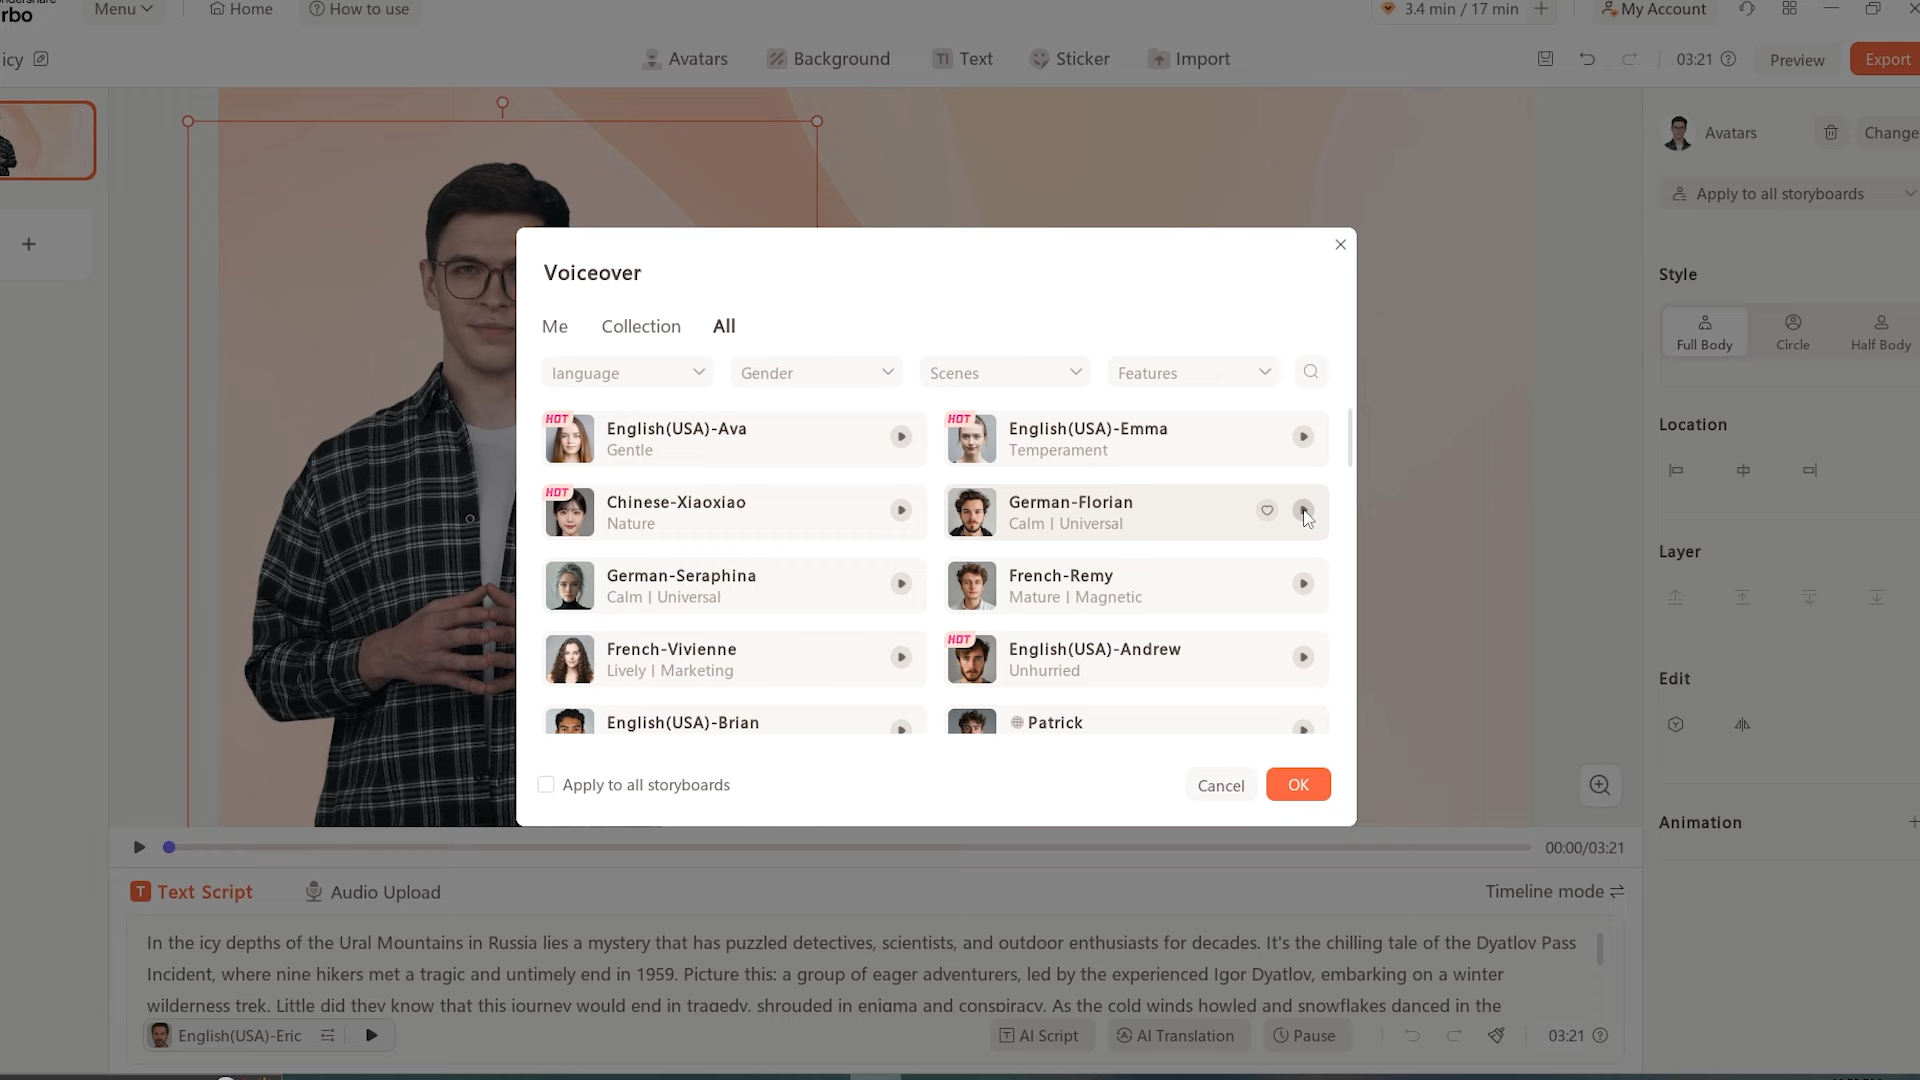 rbo
Menu
Home
How to use
3.4 min / 17 min
My Account
icy
Avatars
Background
Text
Sticker
Import
03:21
Preview
Export
Avatars
Change
Apply to all storyboards
Style
Full Body
Circle
Half Body
Location
Layer
Edit
Animation
Voiceover
Me
Collection
All
language
Gender
Scenes
Features
HOT
English(USA)-Ava
Gentle
HOT
English(USA)-Emma
Temperament
HOT
Chinese-Xiaoxiao
Nature
German-Florian
Calm | Universal
German-Seraphina
Calm | Universal
French-Remy
Mature | Magnetic
French-Vivienne
Lively | Marketing
HOT
English(USA)-Andrew
Unhurried
English(USA)-Brian
Patrick
Apply to all storyboards
Cancel
OK
00:00/03:21
Text Script
Audio Upload
Timeline mode
In the icy depths of the Ural Mountains in Russia lies a mystery that has puzzled detectives, scientists, and outdoor enthusiasts for decades. It's the chilling tale of the Dyatlov Pass
Incident, where nine hikers met a tragic and untimely end in 1959. Picture this: a group of eager adventurers, led by the experienced Igor Dyatlov, embarking on a winter
wilderness trek. Little did they know that this journey would end in tragedy, shrouded in enigma and conspiracy. As the cold winds howled and snowflakes danced in the
English(USA)-Eric
AI Script
AI Translation
Pause
03:21